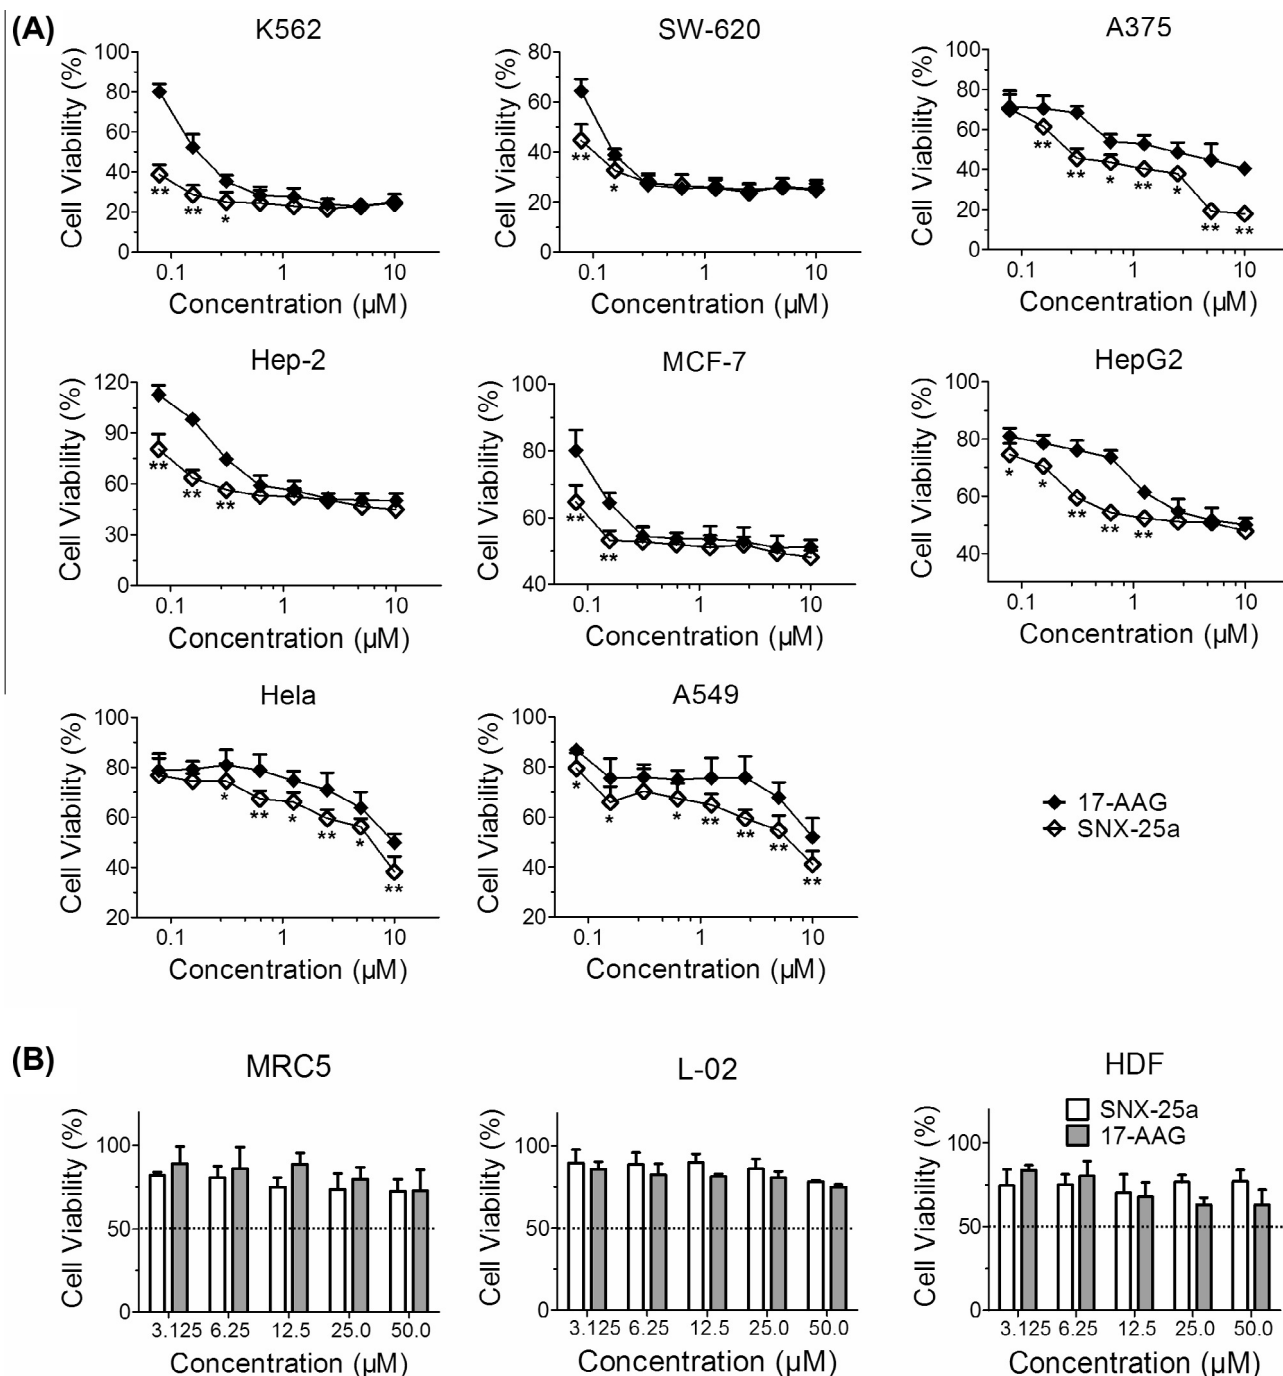 (A)
K562
Cell Viability (%)
100
80
60
40
20
0
** ** *
0.1 1 10
Concentration (µM)
SW-620
Cell Viability (%)
80
60
40
20
0
** *
0.1 1 10
Concentration (µM)
A375
Cell Viability (%)
100
80
60
40
20
0
** ** * ** * ** **
0.1 1 10
Concentration (µM)
Hep-2
Cell Viability (%)
120
90
60
30
0
** ** **
0.1 1 10
Concentration (µM)
MCF-7
Cell Viability (%)
100
80
60
40
** **
0.1 1 10
Concentration (µM)
HepG2
Cell Viability (%)
100
80
60
40
* * ** ** **
0.1 1 10
Concentration (µM)
Hela
Cell Viability (%)
100
80
60
40
20
* ** * ** * **
0.1 1 10
Concentration (µM)
A549
Cell Viability (%)
100
80
60
40
20
* * * ** ** ** **
0.1 1 10
Concentration (µM)
17-AAG
SNX-25a
(B)
MRC5
Cell Viability (%)
100
50
0
3.125 6.25 12.5 25.0 50.0
Concentration (µM)
L-02
Cell Viability (%)
100
50
0
3.125 6.25 12.5 25.0 50.0
Concentration (µM)
HDF
SNX-25a
17-AAG
Cell Viability (%)
100
50
0
3.125 6.25 12.5 25.0 50.0
Concentration (µM)